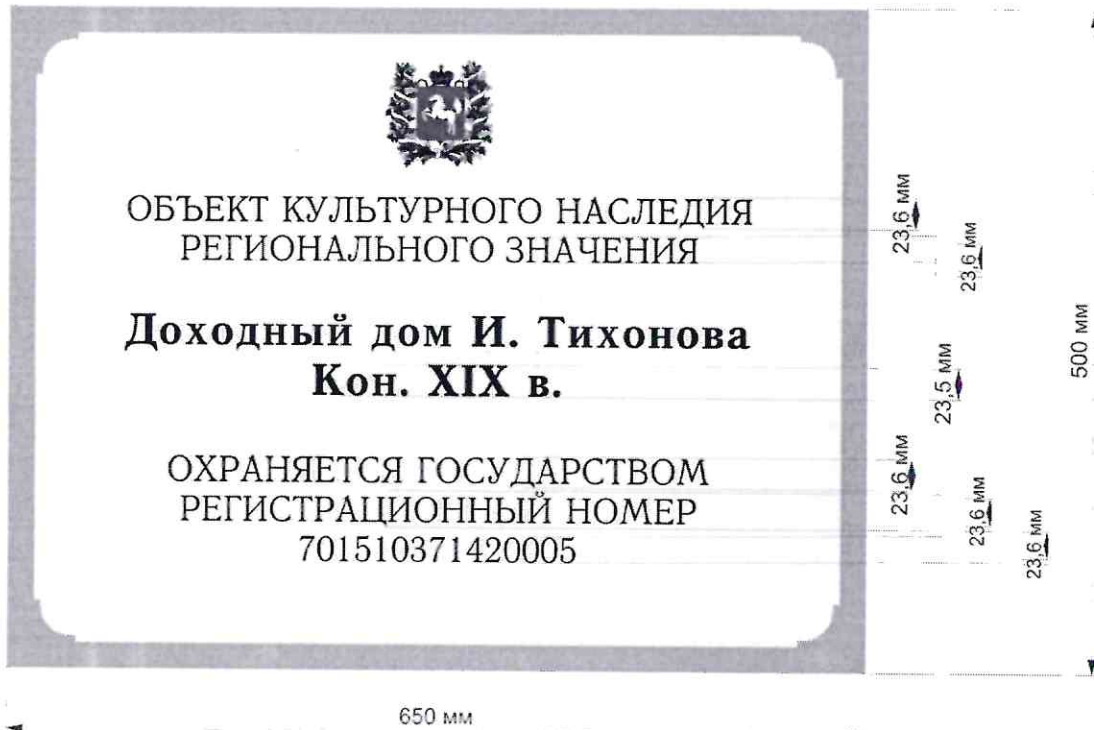 ОБЪЕКТ КУЛЬТУРНОГО НАСЛЕДИЯ
РЕГИОНАЛЬНОГО ЗНАЧЕНИЯ
Доходный дом И. Тихонова
Кон. XIX в.
ОХРАНЯЕТСЯ ГОСУДАРСТВОМ
РЕГИСТРАЦИОННЫЙ НОМЕР
701510371420005
23,6 мм
23,6 мм
23,5 мм
23,6 мм
23,6 мм
23,6 мм
500 мм
650 мм